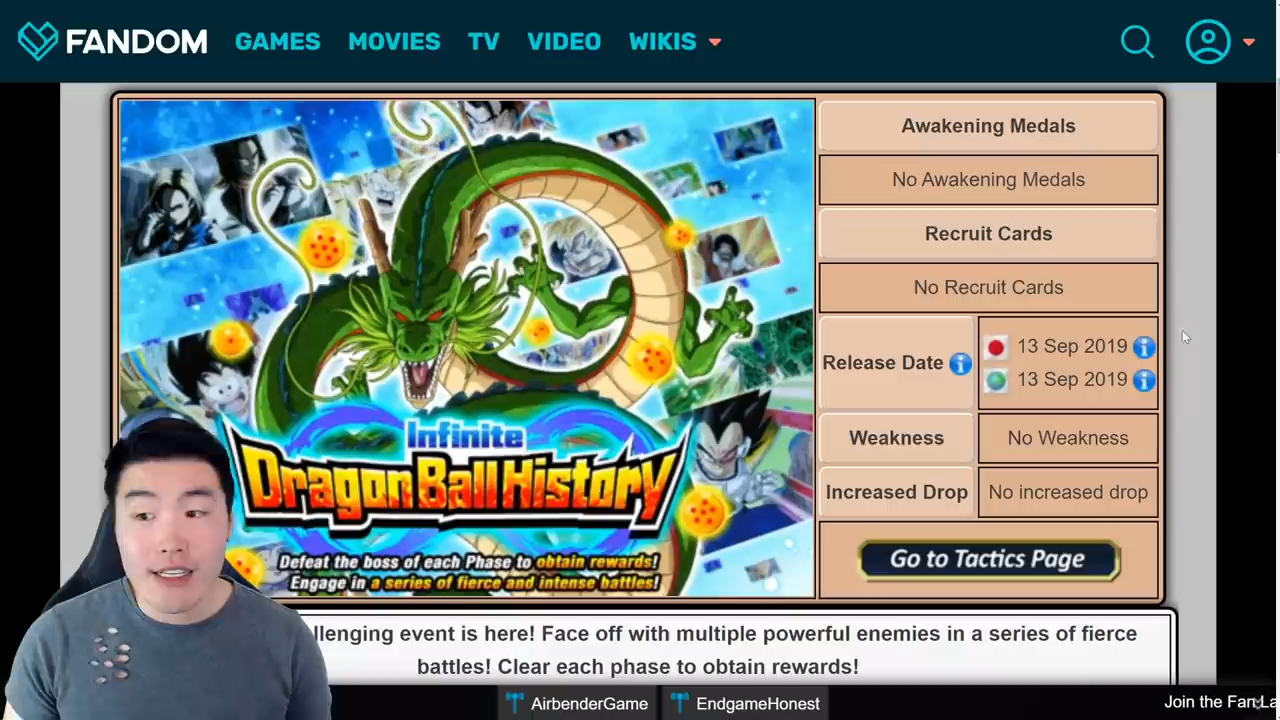 FANDOM GAMES MOVIES TV VIDEO WIKIS
Awakening Medals
No Awakening Medals
Recruit Cards
No Recruit Cards
Release Date
13 Sep 2019
13 Sep 2019
Weakness
No Weakness
Increased Drop
No increased drop
Go to Tactics Page
Infinite
Dragon Ball History
Defeat the boss of each Phase to obtain rewards!
Engage in a series of fierce and intense battles!
llenging event is here! Face off with multiple powerful enemies in a series of fierce
battles! Clear each phase to obtain rewards!
AirbenderGame EndgameHonest
Join the